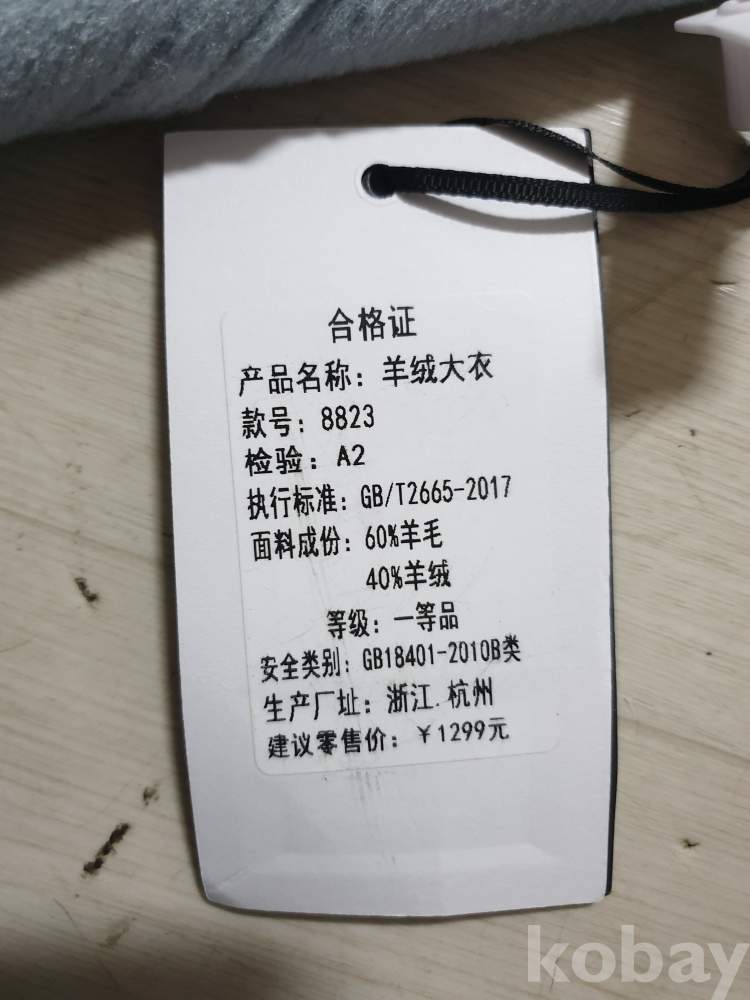 合格证
产品名称：羊绒大衣
款号：8823
检验：A2
执行标准：GB/T2665-2017
面料成份：60%羊毛
40%羊绒
等级：一等品
安全类别：GB18401-2010B类
生产厂址：浙江.杭州
建议零售价：￥1299元
kobay